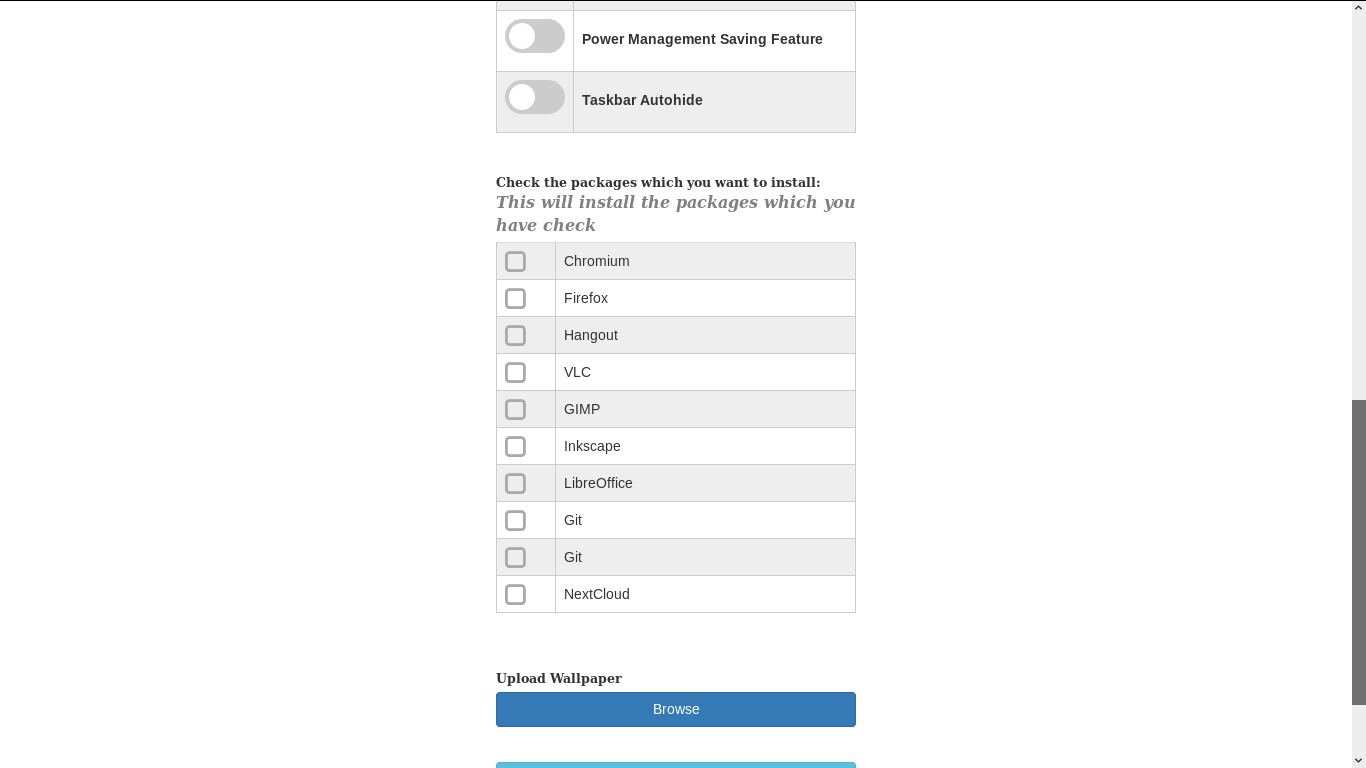 Power Management Saving Feature
Taskbar Autohide
Check the packages which you want to install:
This will install the packages which you
have check
Chromium
Firefox
Hangout
VLC
GIMP
Inkscape
LibreOffice
Git
Git
NextCloud
Upload Wallpaper
Browse